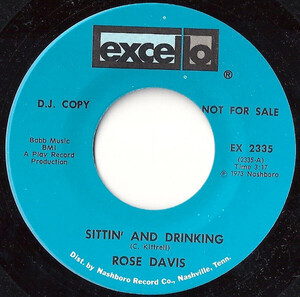 excello
®
D.J. COPY
NOT FOR SALE
Babb Music
BMI
A Play Record
Production
EX 2335
(2335-A)
Time 3:17
© 1973 Nashboro
SITTIN' AND DRINKING
(C. Kittrell)
ROSE DAVIS
Dist. by Nashboro Record Co., Nashville, Tenn.